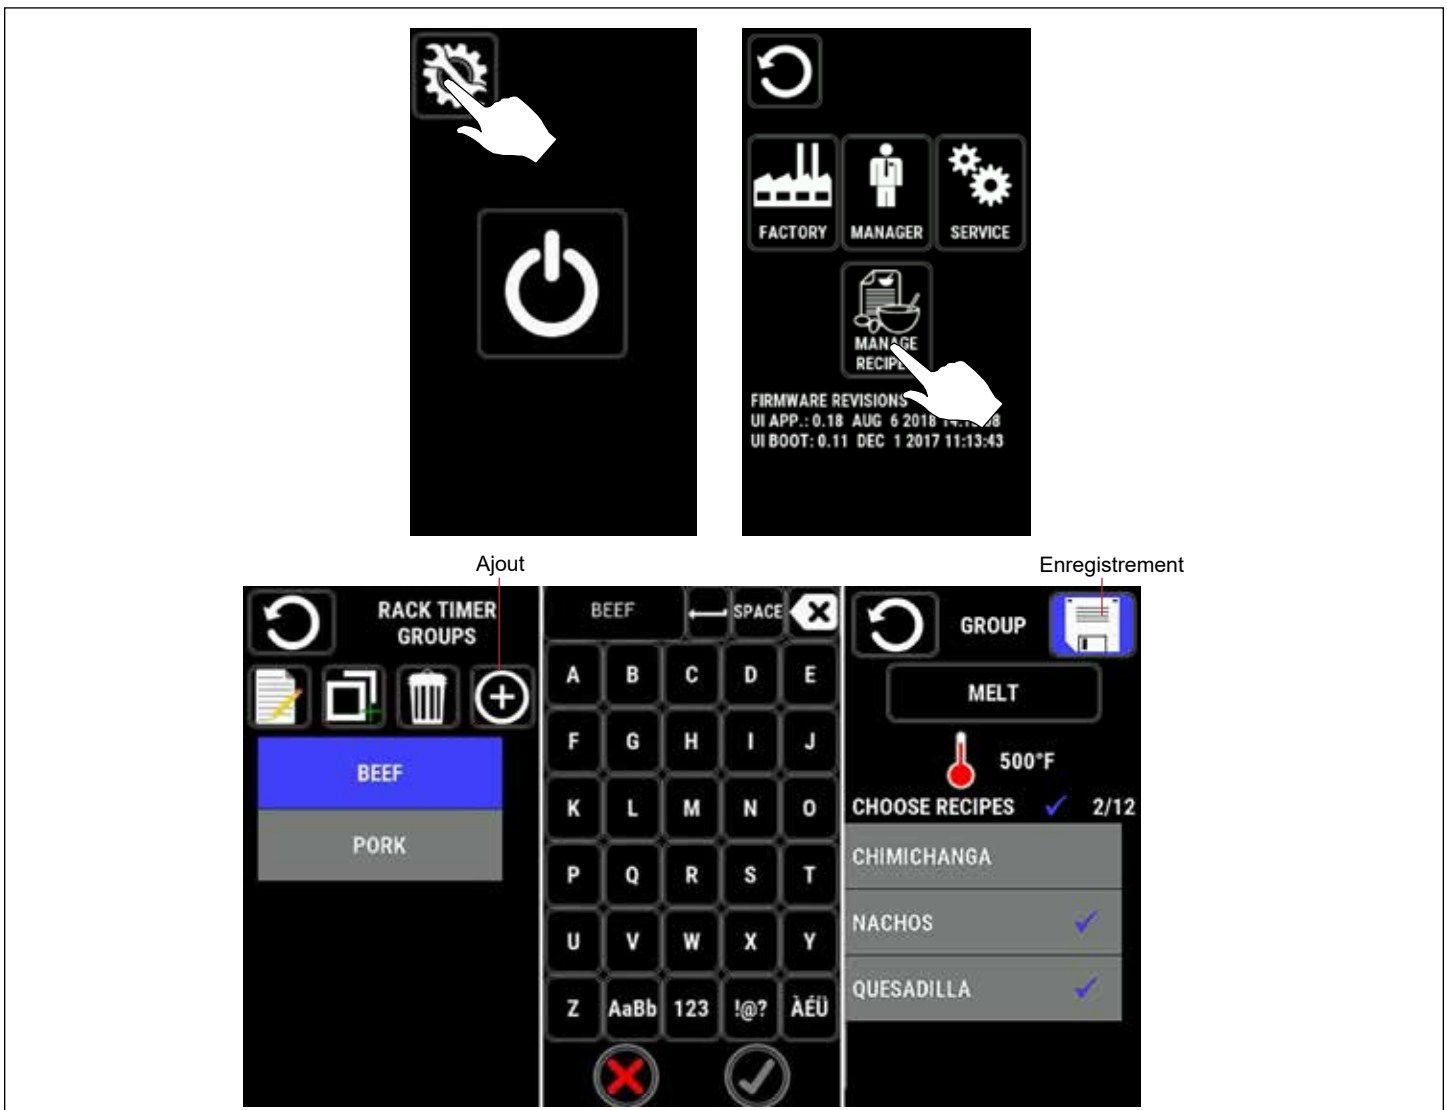 FACTORY
MANAGER
SERVICE
MANAGE
FIRMWARE REVISIONS
UI APP.: 0.18 AUG 6 2018
UI BOOT: 0.11 DEC 1 2017 11:13:43
Ajout
Enregistrement
RACK TIMER
GROUPS
BEEF
PORK
BEEF
SPACE
A B C D E
F G H I J
K L M N O
P Q R S T
U V W X Y
Z AaBb 123 !@? ÀÉÜ
GROUP
MELT
500°F
CHOOSE RECIPES 2/12
CHIMICHANGA
NACHOS
QUESADILLA